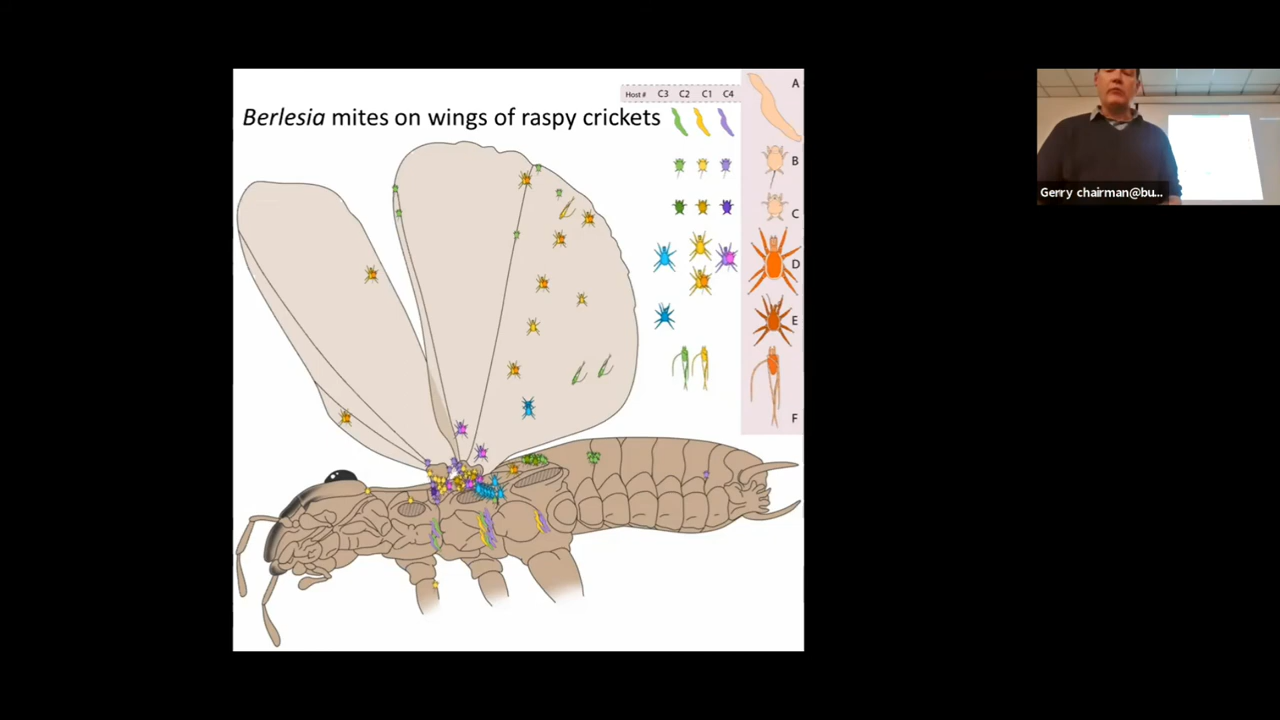 Host # C3 C2 C1 C4
A
Berlesia mites on wings of raspy crickets
B
C
D
E
F
Gerry chairman@bu...